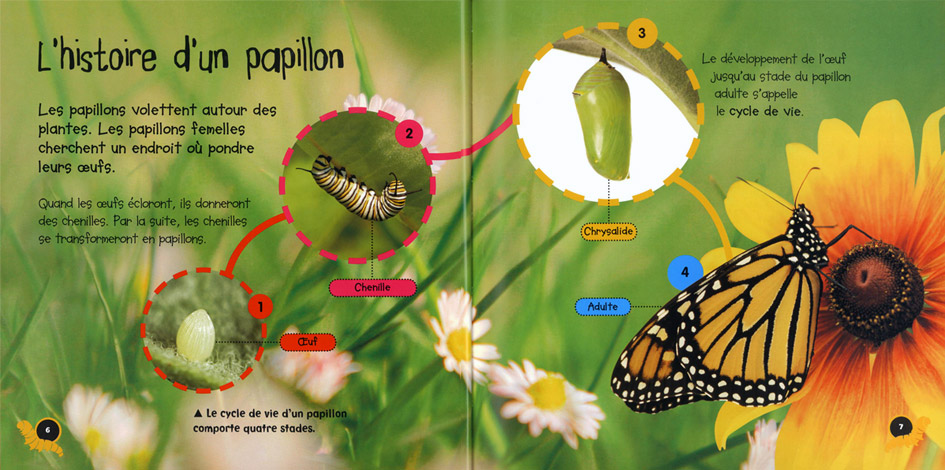 L'histoire d'un papillon
Les papillons volettent autour des
plantes. Les papillons femelles
cherchent un endroit où pondre
leurs œufs.
Quand les œufs écloront, ils donneront
des chenilles. Par la suite, les chenilles
se transformeront en papillons.
1
Œuf
2
Chenille
▲ Le cycle de vie d'un papillon
comporte quatre stades.
6
3
Chrysalide
Le développement de l'œuf
jusqu'au stade du papillon
adulte s'appelle
le cycle de vie.
4
Adulte
7